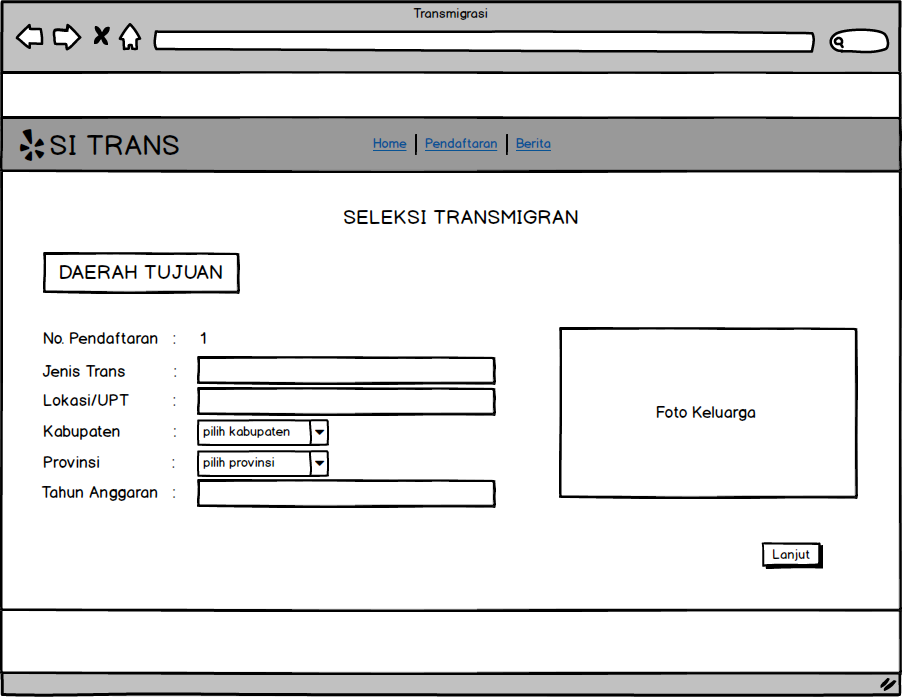 Transmigrasi
SI TRANS
Home Pendaftaran Berita
SELEKSI TRANSMIGRAN
DAERAH TUJUAN
No. Pendaftaran : 1
Jenis Trans :
Lokasi/UPT :
Kabupaten : pilih kabupaten
Provinsi : pilih provinsi
Tahun Anggaran :
Foto Keluarga
Lanjut